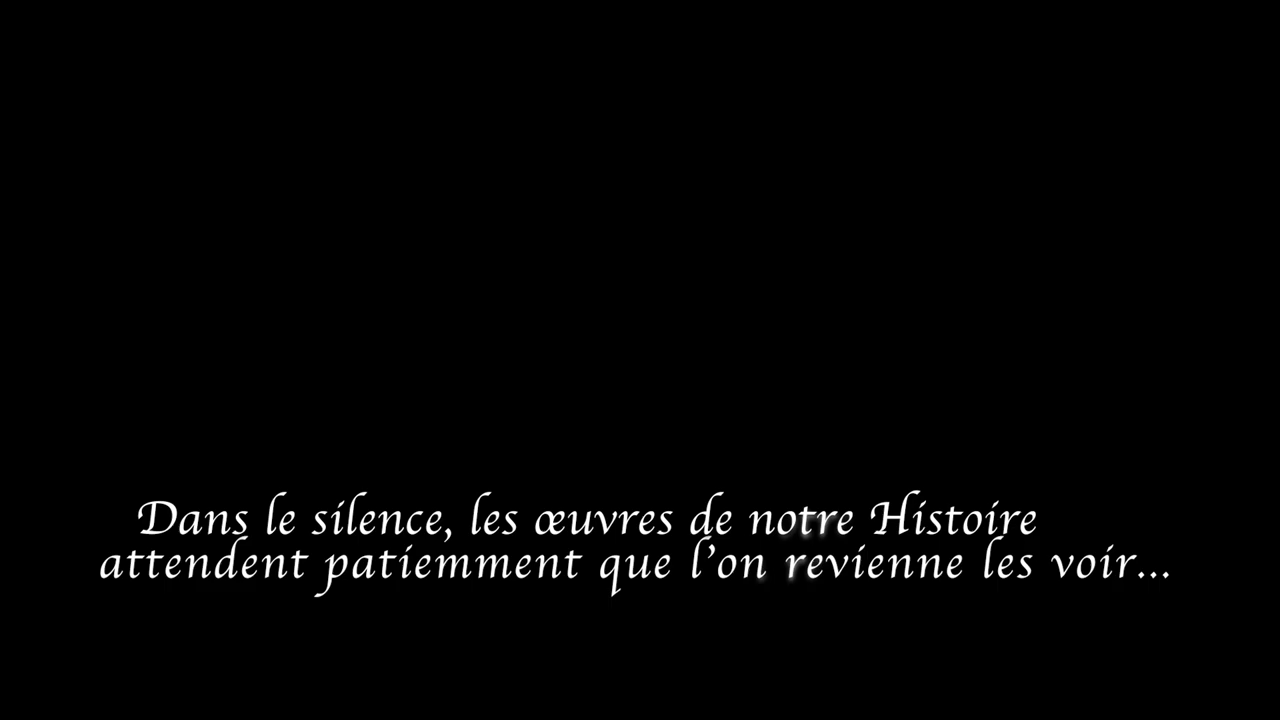 Dans le silence, les œuvres de notre Histoire
attendent patiemment que l'on revienne les voir...